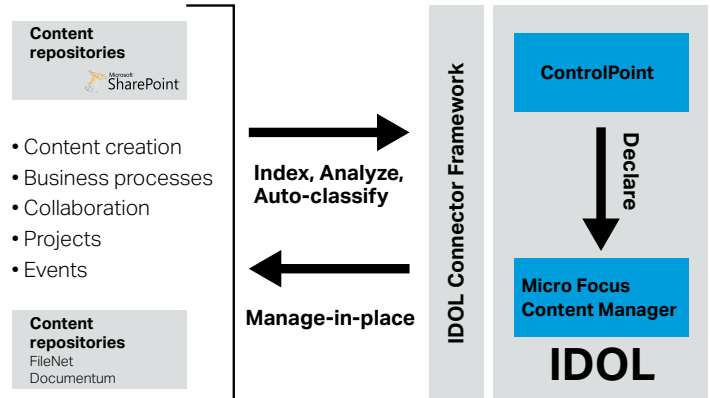 Content
repositories
Microsoft
SharePoint
• Content creation
• Business processes
• Collaboration
• Projects
• Events
Content
repositories
FileNet
Documentum
Index, Analyze,
Auto-classify
Manage-in-place
IDOL Connector Framework
ControlPoint
Declare
Micro Focus
Content Manager
IDOL